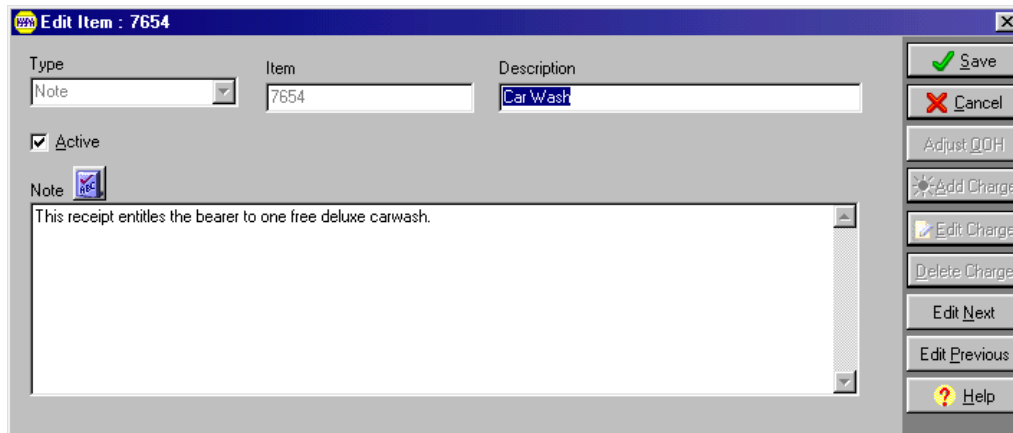 Edit Item : 7654
Type
Item
Description
Note
7654
Car Wash
Active
Note
ABC
This receipt entitles the bearer to one free deluxe carwash.
Save
Cancel
Adjust QOH
Add Charge
Edit Charge
Delete Charge
Edit Next
Edit Previous
? Help